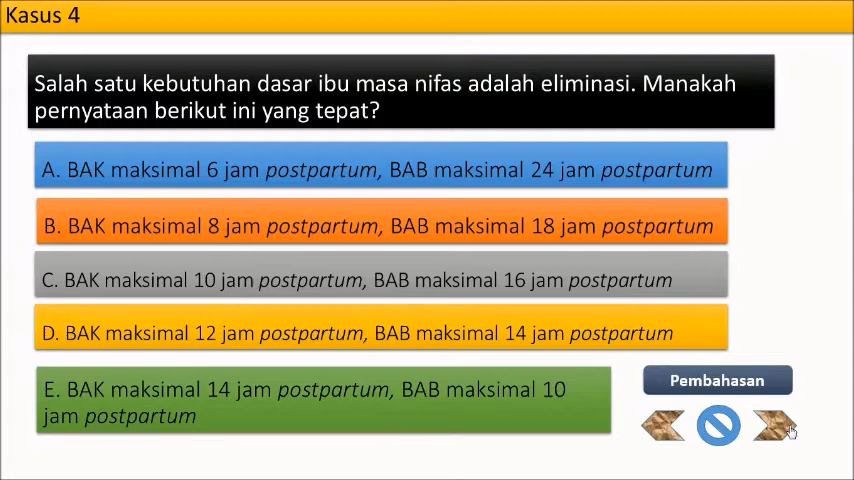 Kasus 4
Salah satu kebutuhan dasar ibu masa nifas adalah eliminasi. Manakah
pernyataan berikut ini yang tepat?
A. BAK maksimal 6 jam postpartum, BAB maksimal 24 jam postpartum
B. BAK maksimal 8 jam postpartum, BAB maksimal 18 jam postpartum
C. BAK maksimal 10 jam postpartum, BAB maksimal 16 jam postpartum
D. BAK maksimal 12 jam postpartum, BAB maksimal 14 jam postpartum
E. BAK maksimal 14 jam postpartum, BAB maksimal 10
jam postpartum
Pembahasan